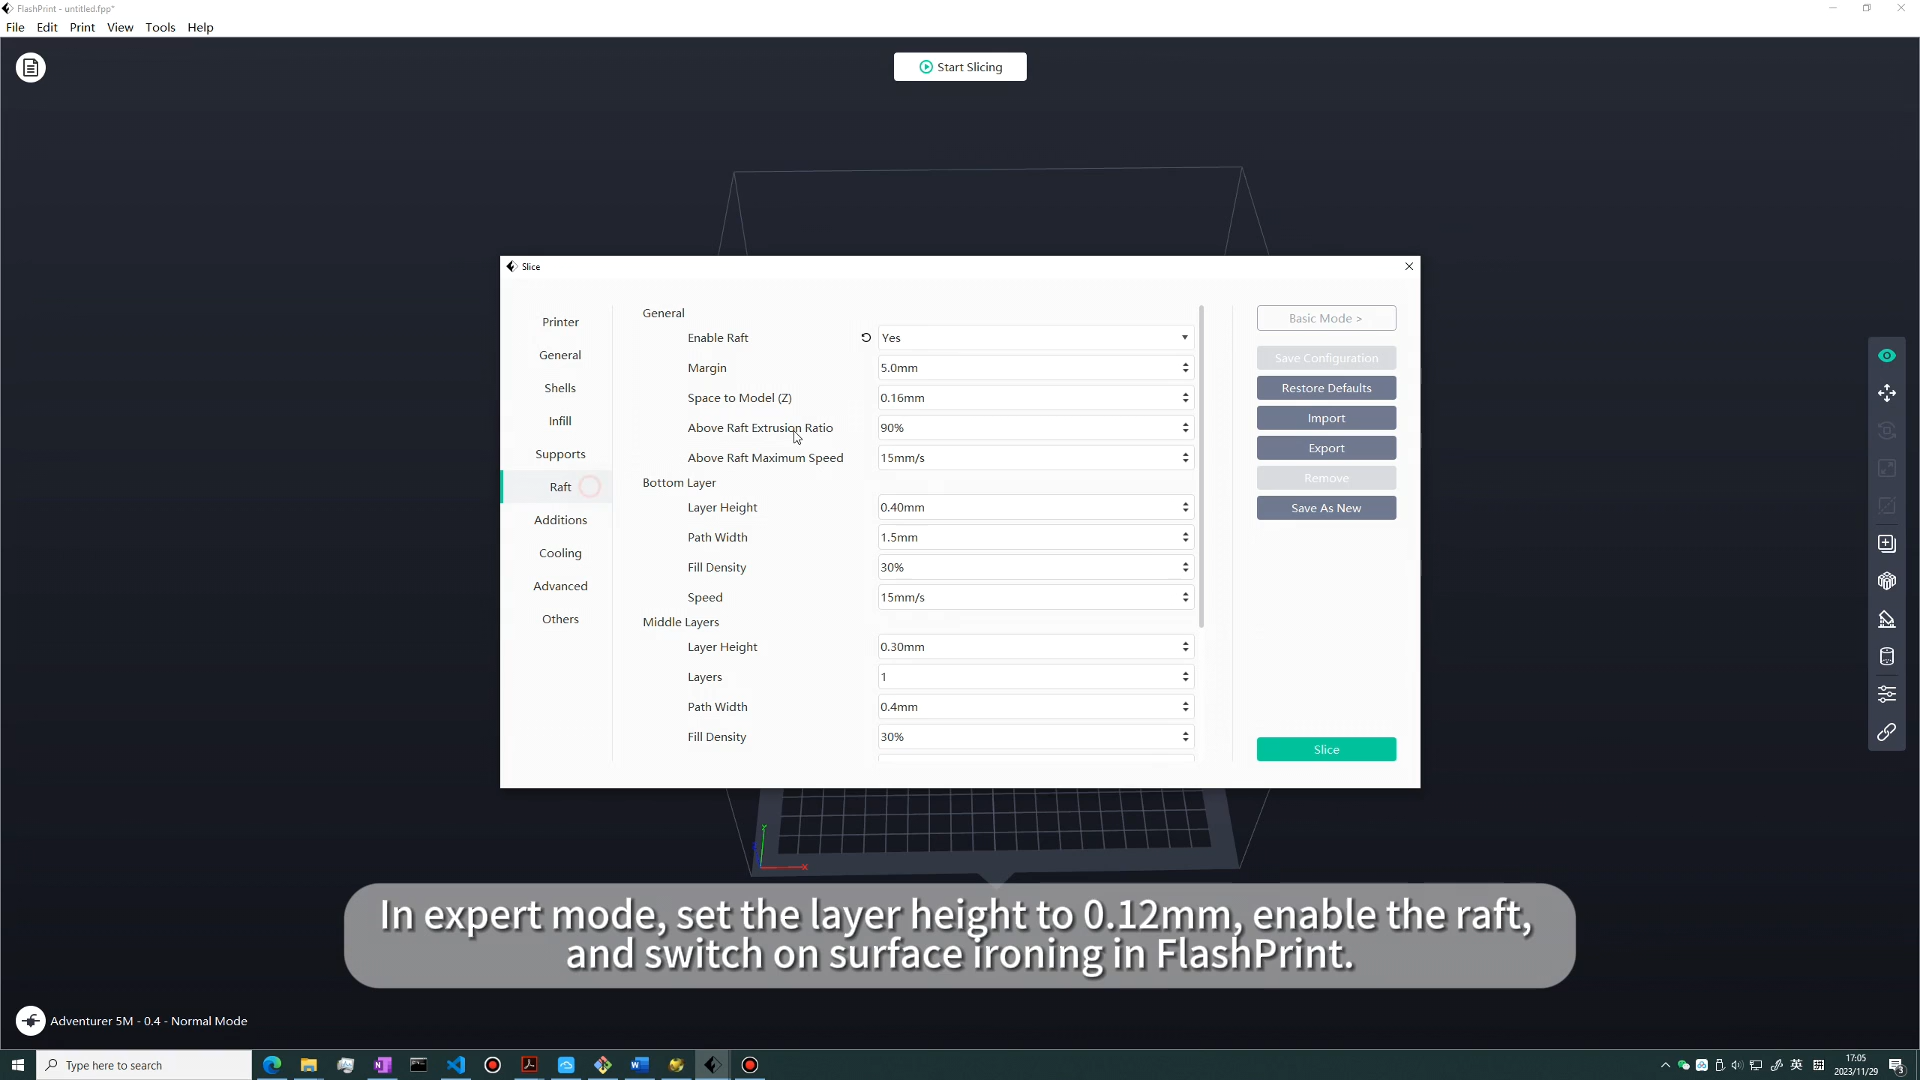 FlashPrint - untitled.fpp*
File Edit Print View Tools Help
Start Slicing
Slice
Printer
General
Shells
Infill
Supports
Raft
Additions
Cooling
Advanced
Others
General
Enable Raft Yes
Margin 5.0mm
Space to Model (Z) 0.16mm
Above Raft Extrusion Ratio 90%
Above Raft Maximum Speed 15mm/s
Bottom Layer
Layer Height 0.40mm
Path Width 1.5mm
Fill Density 30%
Speed 15mm/s
Middle Layers
Layer Height 0.30mm
Layers 1
Path Width 0.4mm
Fill Density 30%
Basic Mode >
Save Configuration
Restore Defaults
Import
Export
Remove
Save As New
Slice
In expert mode, set the layer height to 0.12mm, enable the raft,
and switch on surface ironing in FlashPrint.
Adventurer 5M - 0.4 - Normal Mode
Type here to search
英
17:05
2023/11/29
3